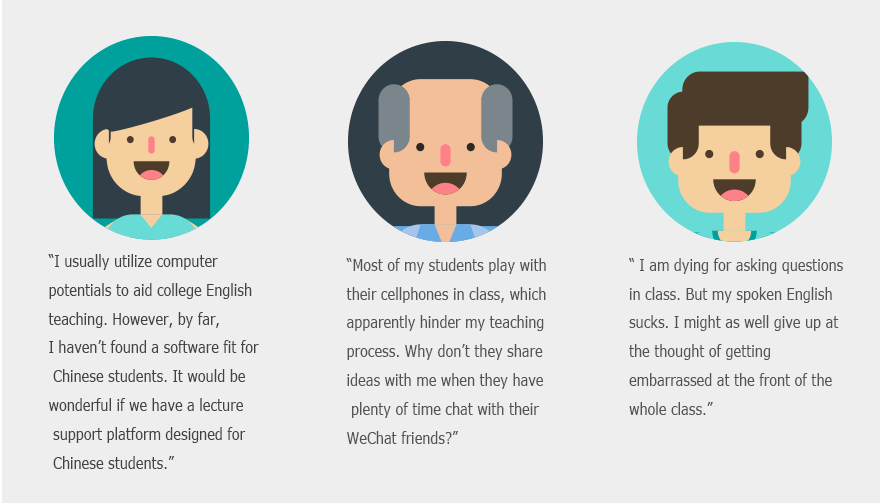 “I usually utilize computer
potentials to aid college English
teaching. However, by far,
I haven’t found a software fit for
Chinese students. It would be
wonderful if we have a lecture
support platform designed for
Chinese students.”
“Most of my students play with
their cellphones in class, which
apparently hinder my teaching
process. Why don’t they share
ideas with me when they have
plenty of time chat with their
WeChat friends?”
“ I am dying for asking questions
in class. But my spoken English
sucks. I might as well give up at
the thought of getting
embarrassed at the front of the
whole class.”